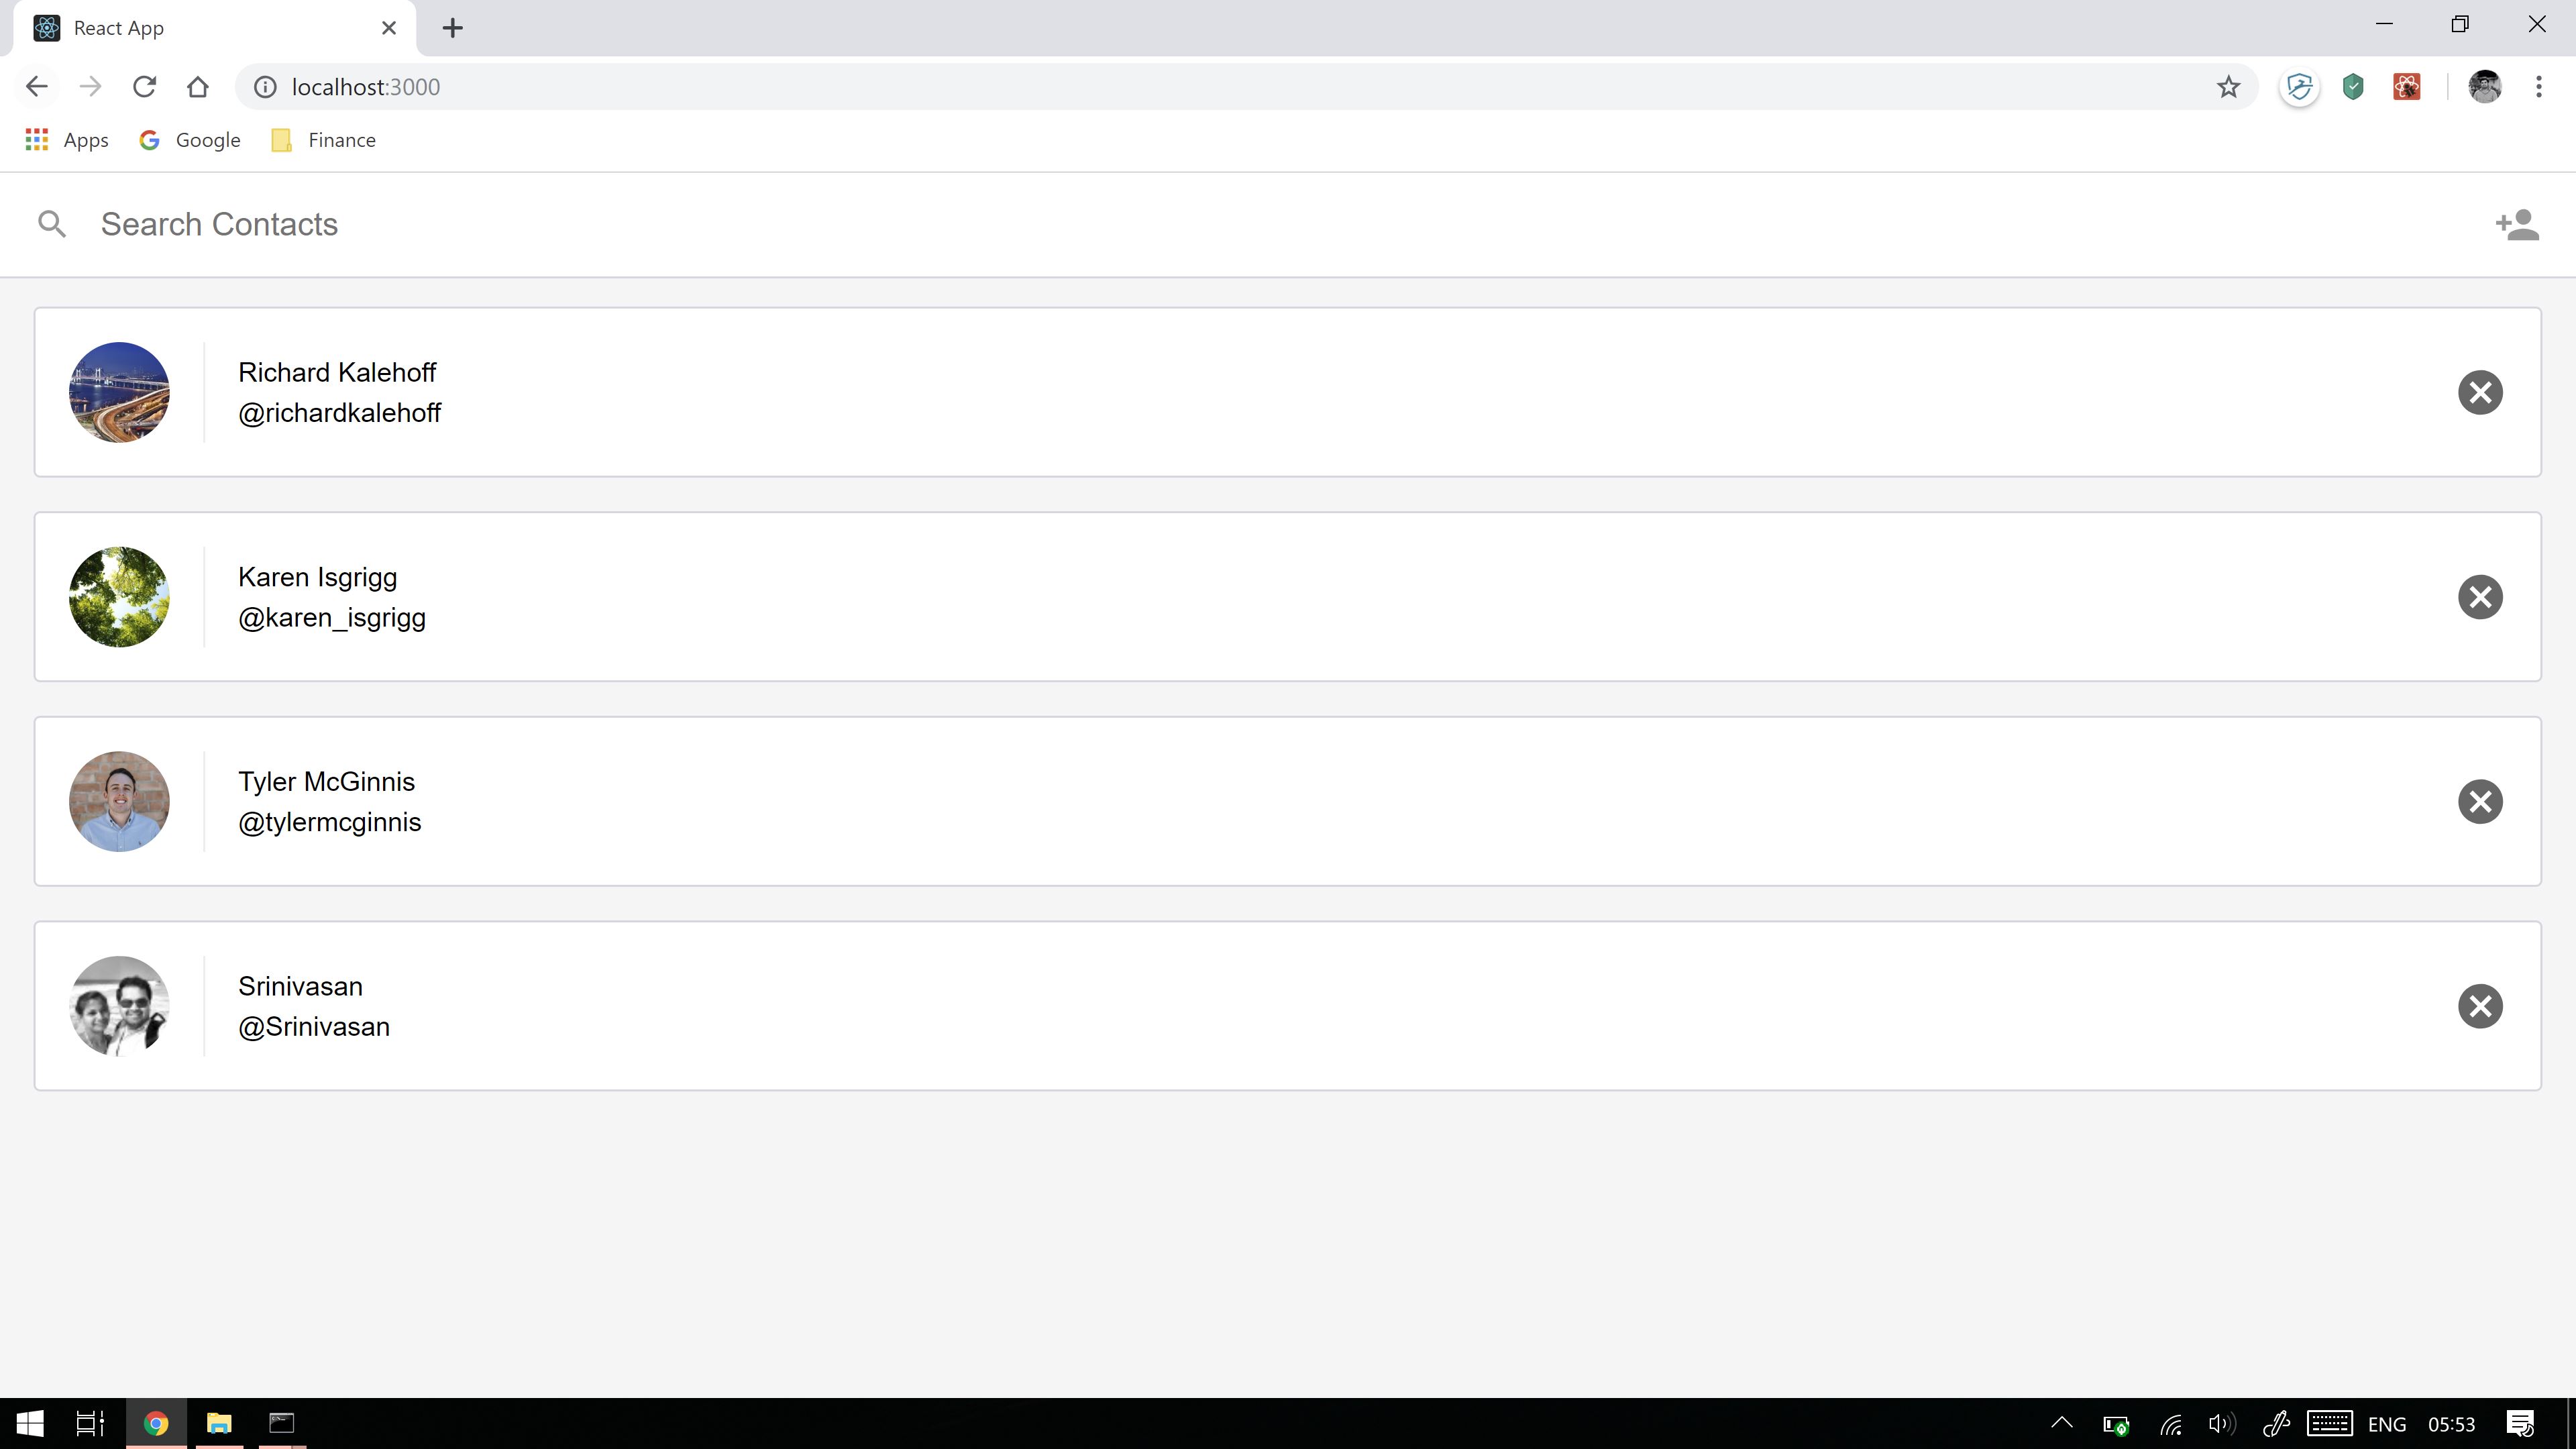 React App
localhost:3000
Apps Google Finance
Search Contacts
Richard Kalehoff
@richardkalehoff
Karen Isgrigg
@karen_isgrigg
Tyler McGinnis
@tylermcginnis
Srinivasan
@Srinivasan
ENG 05:53